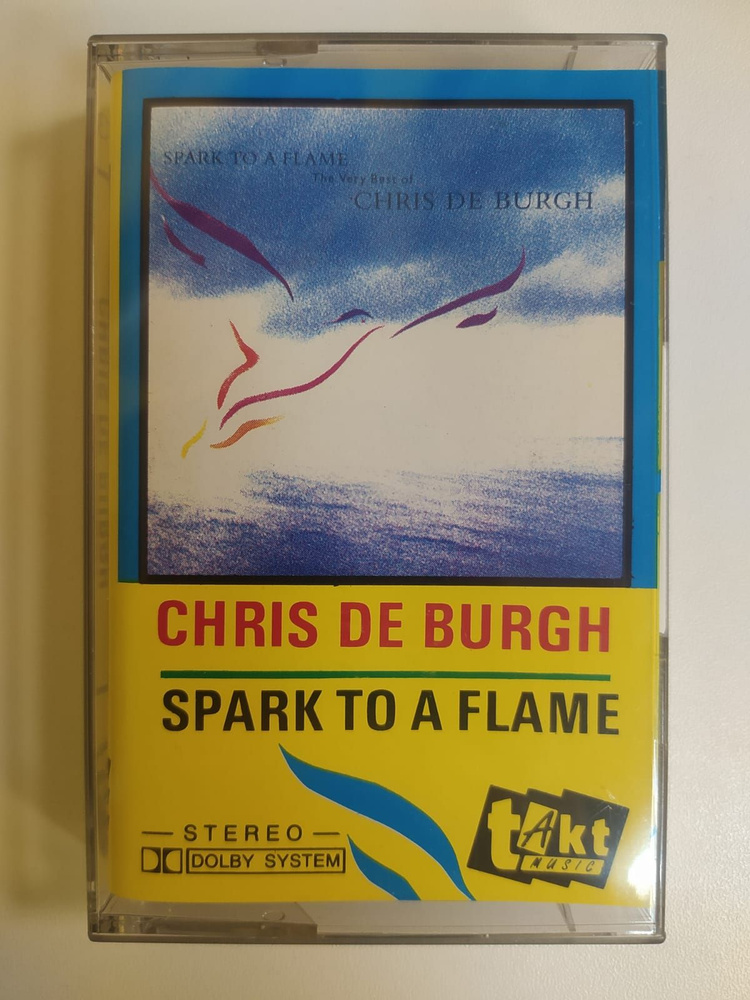 SPARK TO A FLAME
The Very Best of
CHRIS DE BURGH
CHRIS DE BURGH
SPARK TO A FLAME
STEREO
DOLBY SYSTEM
tAkt
MUSIC